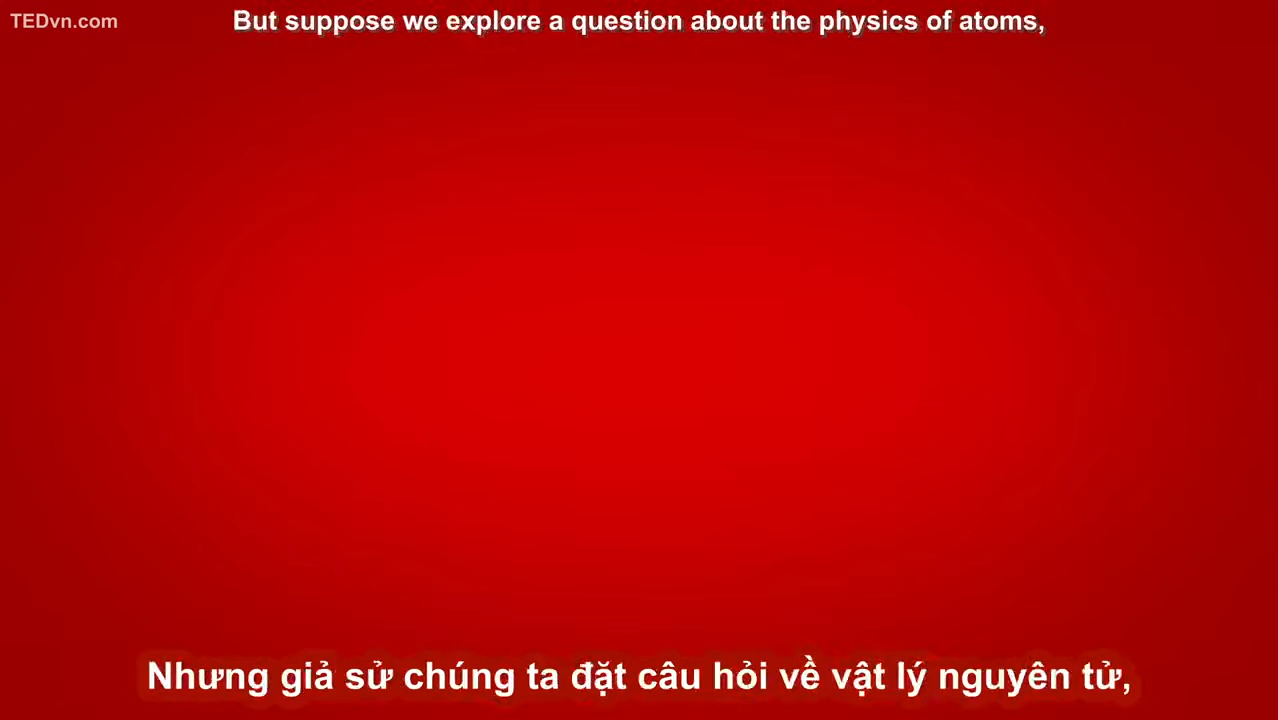 TEDvn.com
But suppose we explore a question about the physics of atoms,
Nhưng giả sử chúng ta đặt câu hỏi về vật lý nguyên tử,